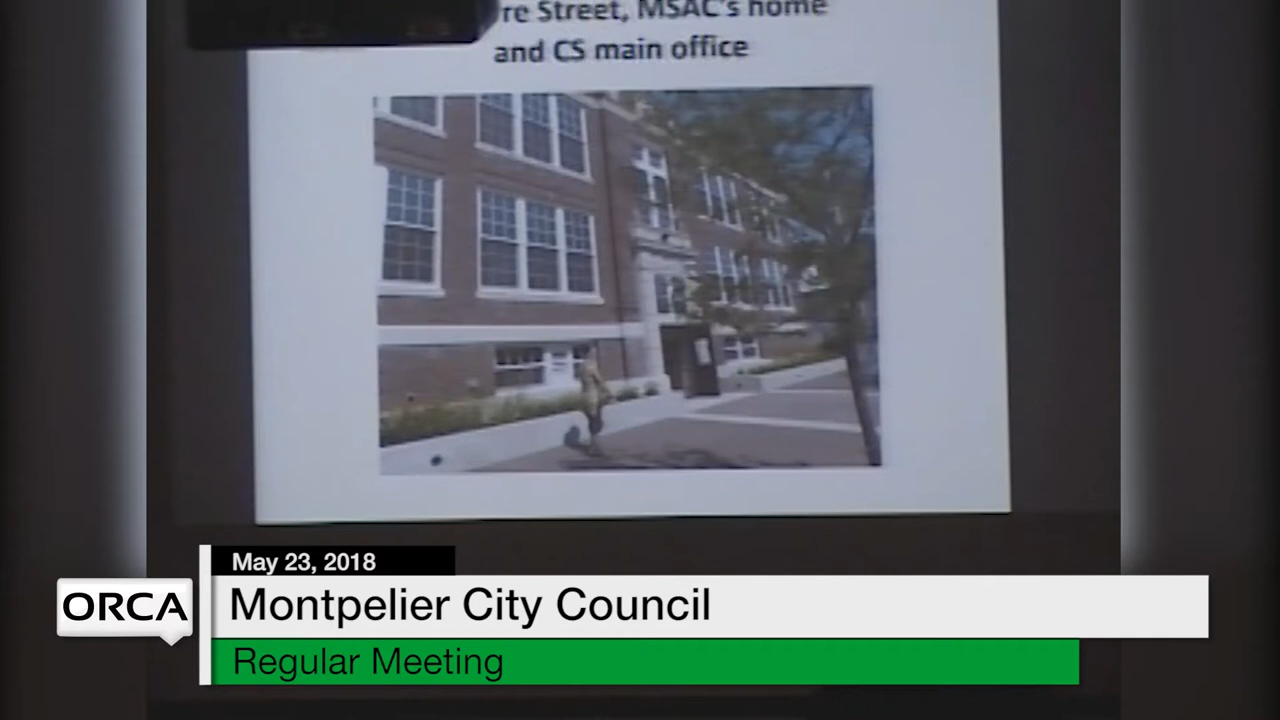 re Street, MSAC's home
and CS main office
May 23, 2018
ORCA
Montpelier City Council
Regular Meeting